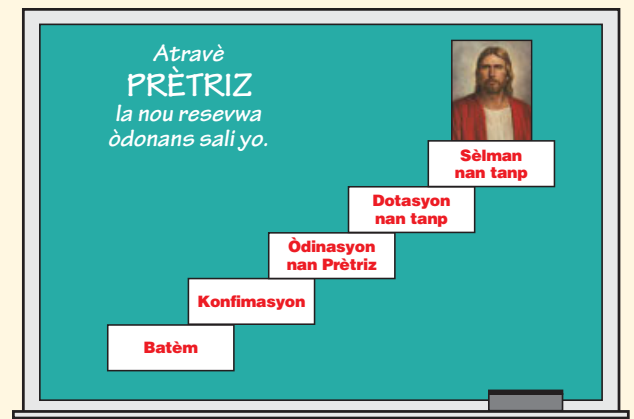 Atravè
PRÈTRIZ
la nou resevwa
òdonans sali yo.
Sèlman
nan tanp
Dotasyon
nan tanp
Òdinasyon
nan Prètriz
Konfimasyon
Batèm